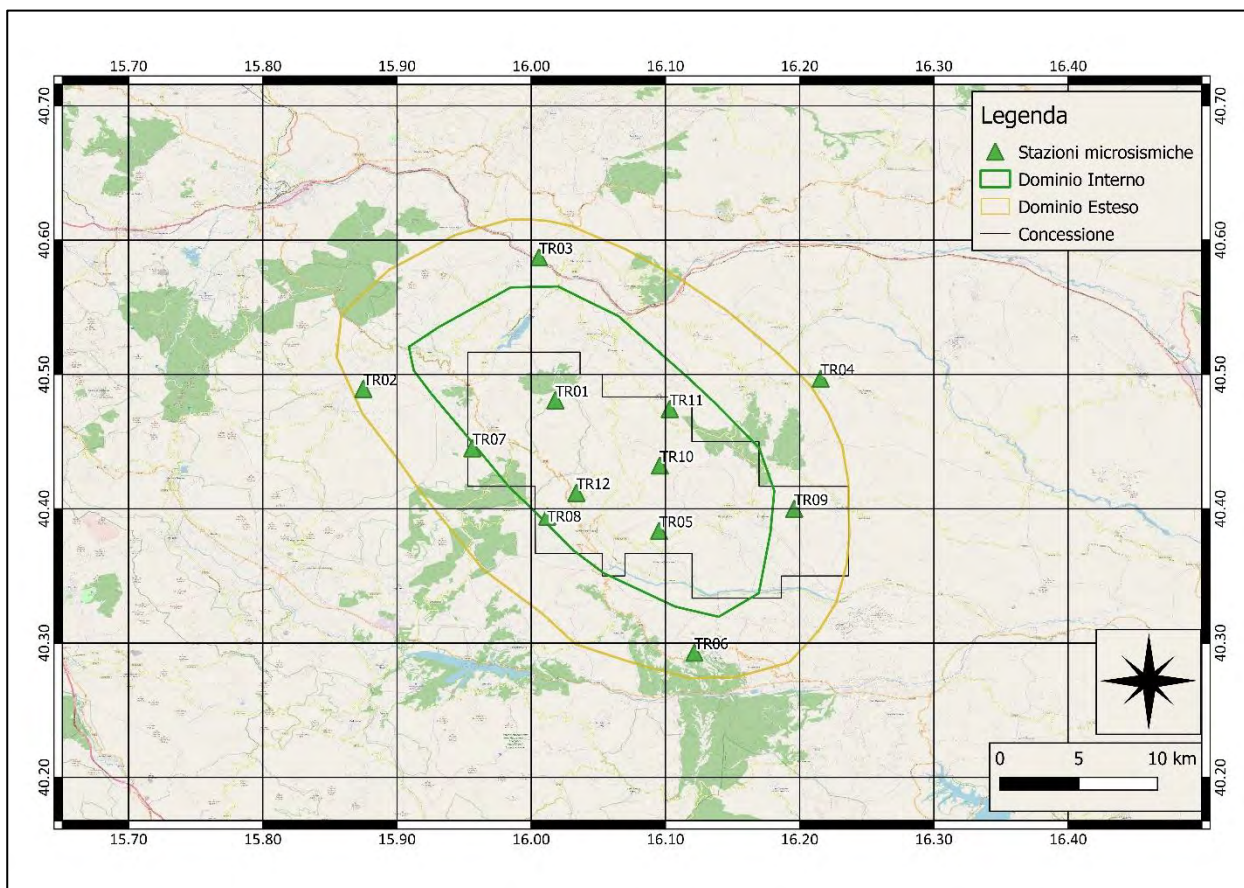 15.70 15.80 15.90 16.00 16.10 16.20 16.30 16.40
40.70 40.70
Legenda
Stazioni microsismiche
Dominio Interno
Dominio Esteso
Concessione
40.60 40.60
TR03
40.50 40.50
TR04
TR02
TR01
TR11
TR07
TR10
TR12
40.40 40.40
TR09
TR08
TR05
40.30 40.30
TR06
0 5 10 km
40.20 40.20
15.70 15.80 15.90 16.00 16.10 16.20 16.30 16.40